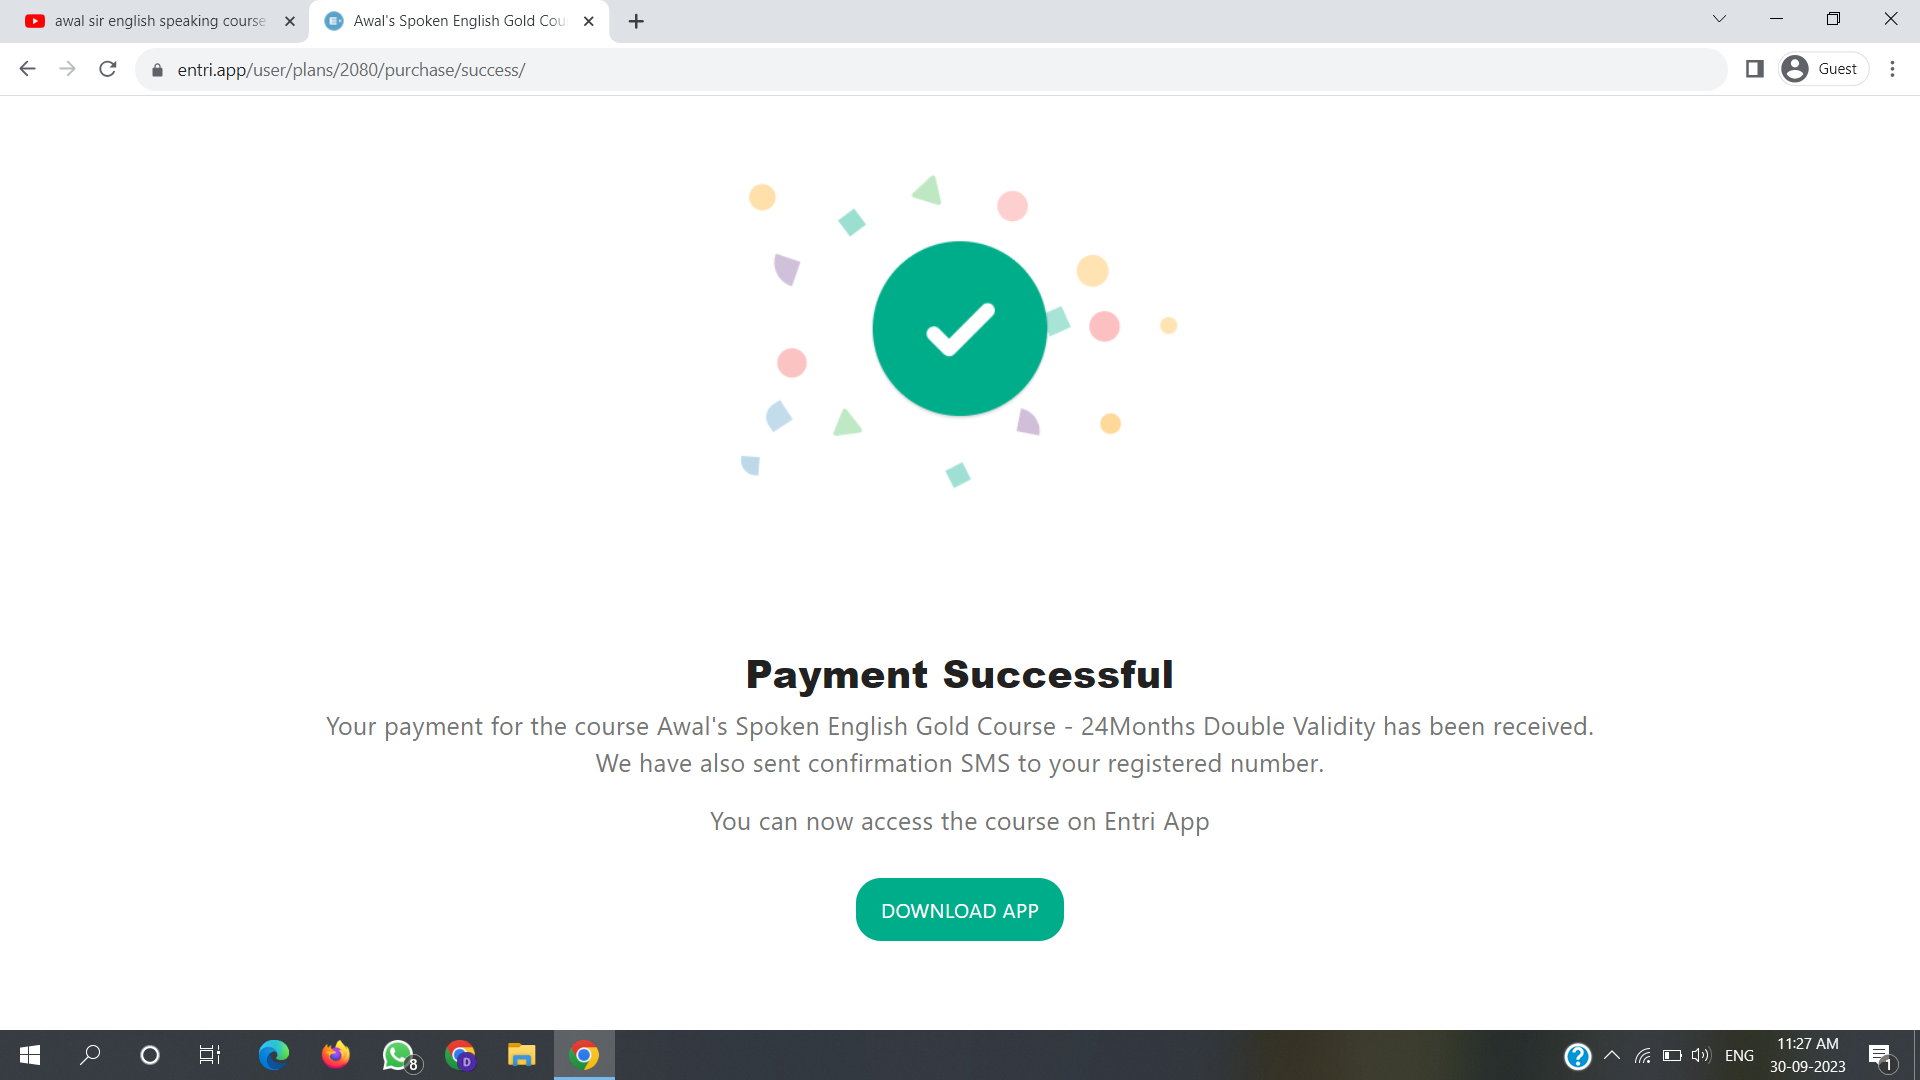 awal sir english speaking course
Awal's Spoken English Gold Cou
entri.app/user/plans/2080/purchase/success/
Guest
Payment Successful
Your payment for the course Awal's Spoken English Gold Course - 24Months Double Validity has been received.
We have also sent confirmation SMS to your registered number.
You can now access the course on Entri App
DOWNLOAD APP
8
D
ENG
11:27 AM
30-09-2023
1